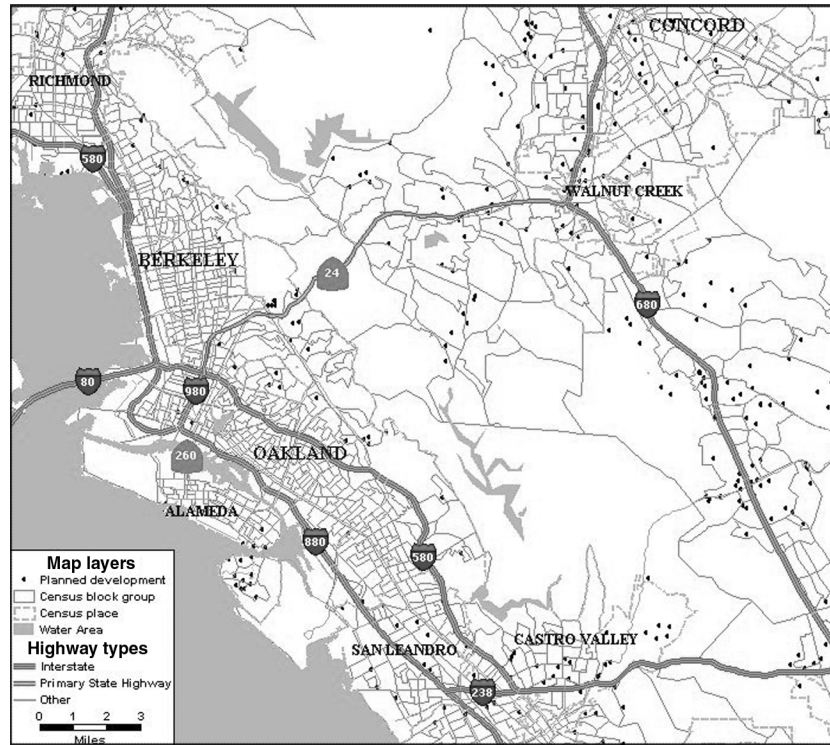 CONCORD
RICHMOND
580
WALNUT CREEK
BERKELEY
24
680
80
980
OAKLAND
260
ALAMEDA
880
580
SAN LEANDRO
CASTRO VALLEY
238
Map layers
Planned development
Census block group
Census place
Water Area
Highway types
Interstate
Primary State Highway
Other
0 1 2 3
Miles